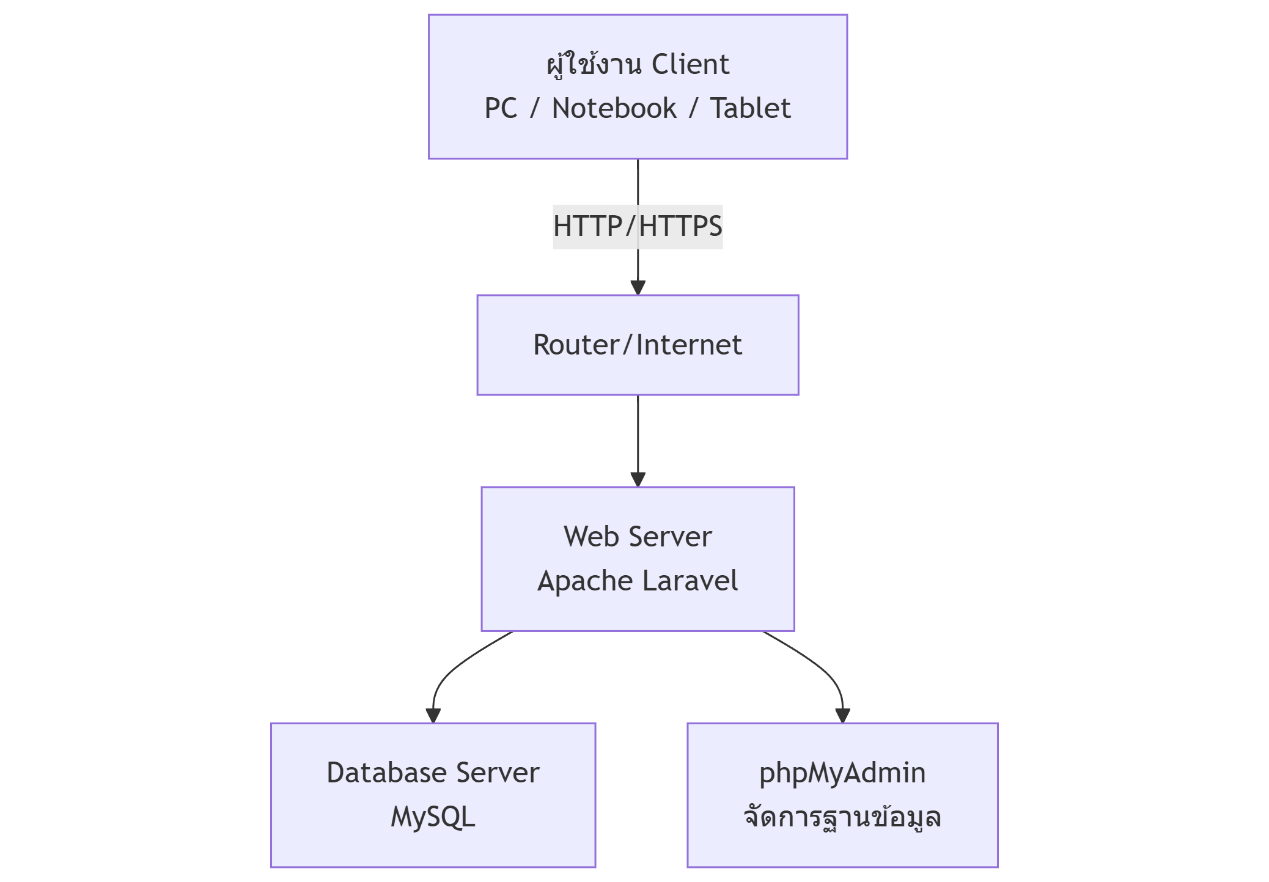 ผู้ใช้งาน Client
PC / Notebook / Tablet
HTTP/HTTPS
Router/Internet
Web Server
Apache Laravel
Database Server
MySQL
phpMyAdmin
จัดการฐานข้อมูล